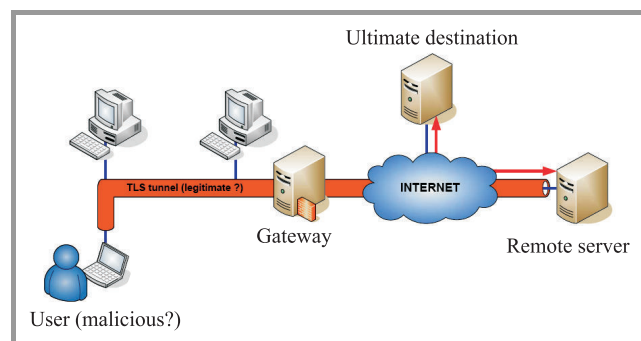 Ultimate destination
TLS tunnel (legitimate ?)
INTERNET
Gateway
Remote server
User (malicious?)